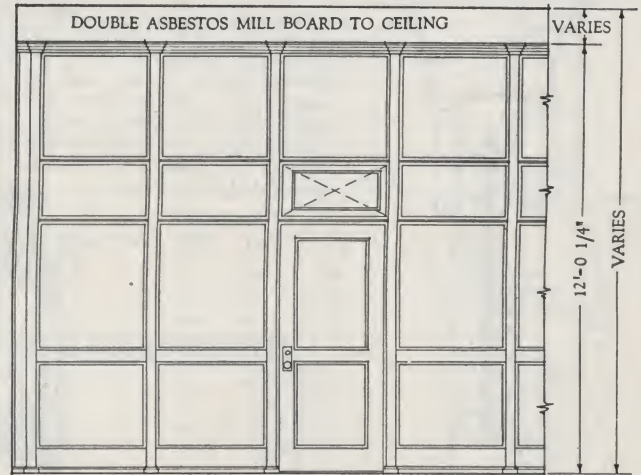 DOUBLE ASBESTOS MILL BOARD TO CEILING
VARIES
12'-0 1/4"
VARIES